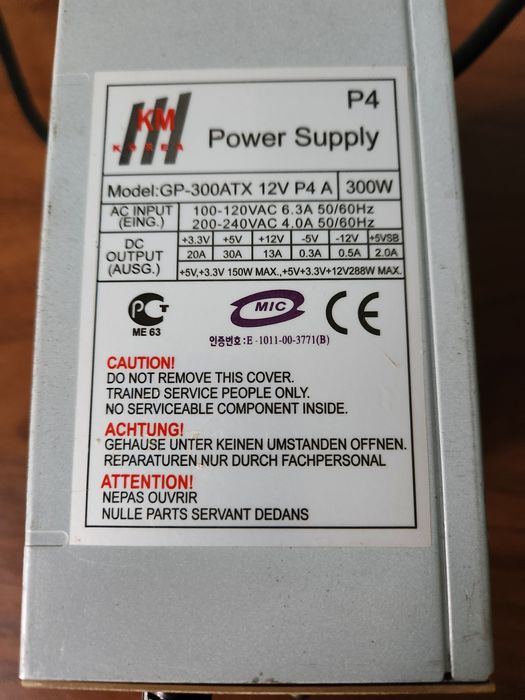 P4
KM
KOREA
Power Supply
Model:GP-300ATX 12V P4 A 300W
AC INPUT 100-120VAC 6.3A 50/60Hz
(EING.) 200-240VAC 4.0A 50/60Hz
DC +3.3V +5V +12V -5V -12V +5VSB
OUTPUT 20A 30A 13A 0.3A 0.5A 2.0A
(AUSG.) +5V,+3.3V 150W MAX.,+5V+3.3V+12V288W MAX.
PCT MIC CE
ME 63
인증번호:E-1011-00-3771(B)
CAUTION!
DO NOT REMOVE THIS COVER.
TRAINED SERVICE PEOPLE ONLY.
NO SERVICEABLE COMPONENT INSIDE.
ACHTUNG!
GEHAUSE UNTER KEINEN UMSTANDEN OFFNEN.
REPARATUREN NUR DURCH FACHPERSONAL
ATTENTION!
NEPAS OUVRIR
NULLE PARTS SERVANT DEDANS